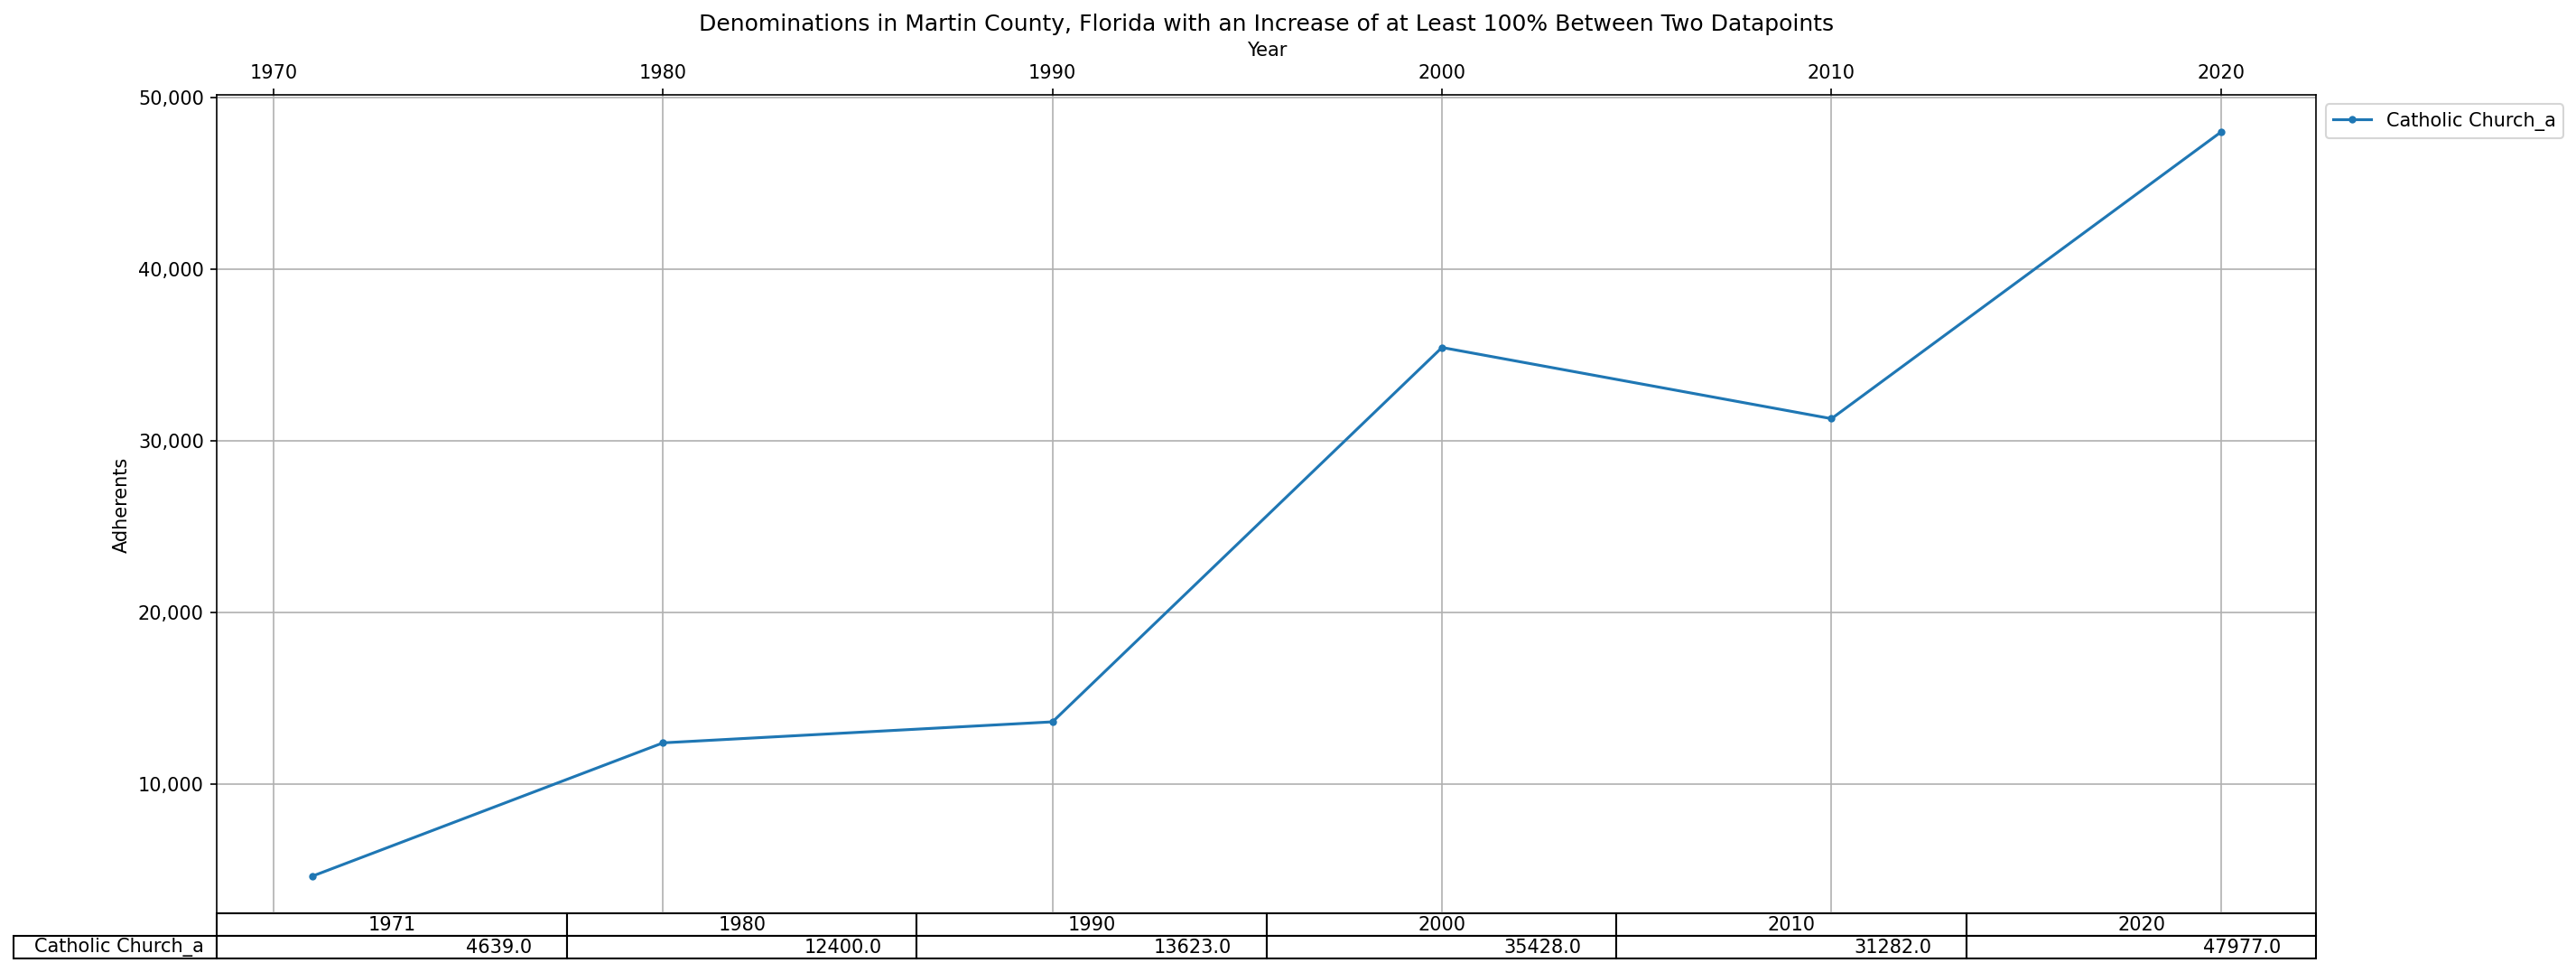 Denominations in Martin County, Florida with an Increase of at Least 100% Between Two Datapoints
Year
1970 1980 1990 2000 2010 2020
50,000
Catholic Church_a
40,000
30,000
Adherents
20,000
10,000
1971 1980 1990 2000 2010 2020
Catholic Church_a 4639.0 12400.0 13623.0 35428.0 31282.0 47977.0